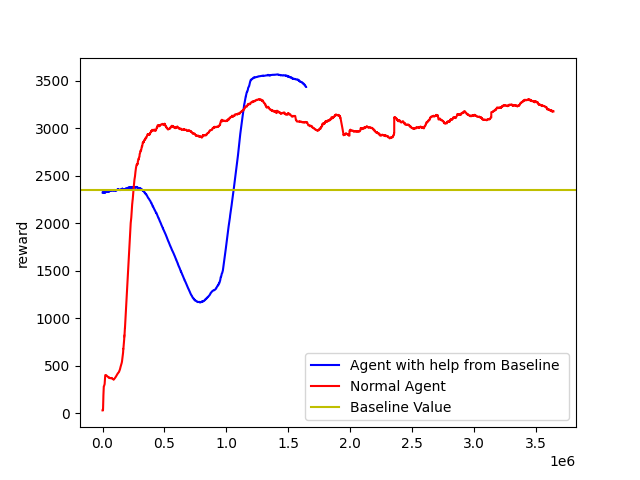 3500
3000
2500
2000
1500
1000
500
0
reward
Agent with help from Baseline
Normal Agent
Baseline Value
0.0 0.5 1.0 1.5 2.0 2.5 3.0 3.5
1e6